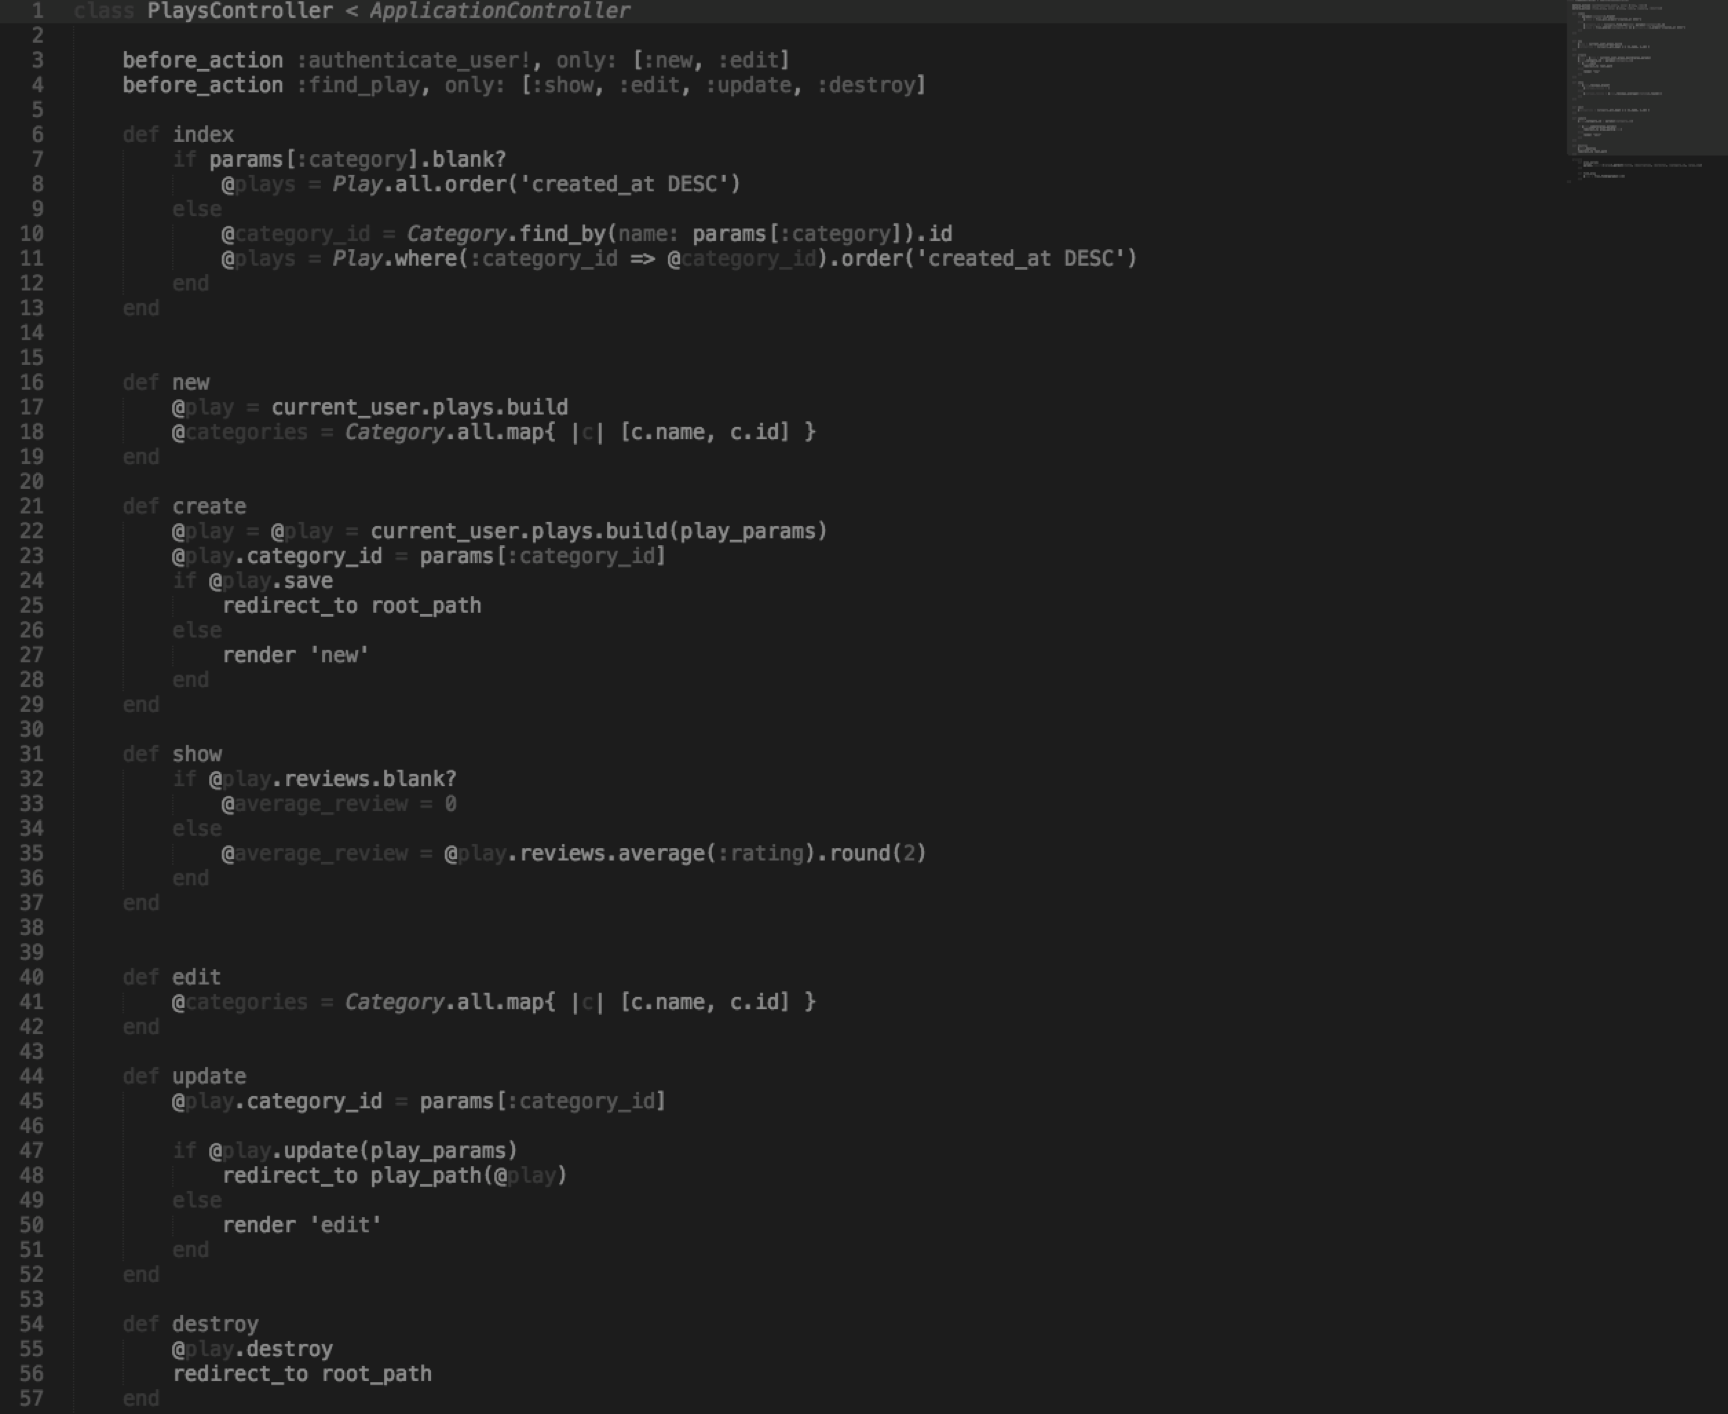 1 class PlaysController < ApplicationController
2
3 before_action :authenticate_user!, only: [:new, :edit]
4 before_action :find_play, only: [:show, :edit, :update, :destroy]
5
6 def index
7 if params[:category].blank?
8 @plays = Play.all.order('created_at DESC')
9 else
10 @category_id = Category.find_by(name: params[:category]).id
11 @plays = Play.where(:category_id => @category_id).order('created_at DESC')
12 end
13 end
14
15
16 def new
17 @play = current_user.plays.build
18 @categories = Category.all.map{ |c| [c.name, c.id] }
19 end
20
21 def create
22 @play = @play = current_user.plays.build(play_params)
23 @play.category_id = params[:category_id]
24 if @play.save
25 redirect_to root_path
26 else
27 render 'new'
28 end
29 end
30
31 def show
32 if @play.reviews.blank?
33 @average_review = 0
34 else
35 @average_review = @play.reviews.average(:rating).round(2)
36 end
37 end
38
39
40 def edit
41 @categories = Category.all.map{ |c| [c.name, c.id] }
42 end
43
44 def update
45 @play.category_id = params[:category_id]
46
47 if @play.update(play_params)
48 redirect_to play_path(@play)
49 else
50 render 'edit'
51 end
52 end
53
54 def destroy
55 @play.destroy
56 redirect_to root_path
57 end